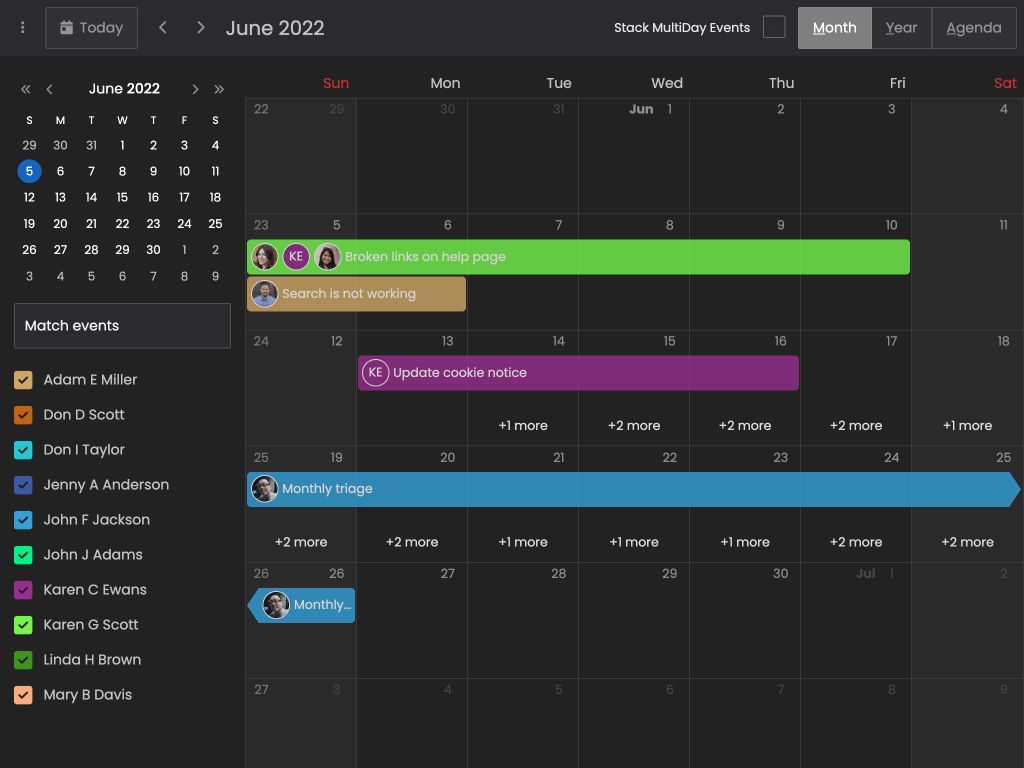 Today June 2022 Stack MultiDay Events Month Year Agenda
June 2022
S M T W T F S
29 30 31 1 2 3 4
5 6 7 8 9 10 11
12 13 14 15 16 17 18
19 20 21 22 23 24 25
26 27 28 29 30 1 2
3 4 5 6 7 8 9
Match events
Adam E Miller
Don D Scott
Don I Taylor
Jenny A Anderson
John F Jackson
John J Adams
Karen C Ewans
Karen G Scott
Linda H Brown
Mary B Davis
Sun Mon Tue Wed Thu Fri Sat
22 29 30 31 Jun 1 2 3 4
23 5 6 7 8 9 10 11
KE Broken links on help page
Search is not working
24 12 13 14 15 16 17 18
KE Update cookie notice
+1 more +2 more +2 more +2 more +1 more
25 19 20 21 22 23 24 25
Monthly triage
+2 more +2 more +1 more +1 more +1 more +2 more +2 more
26 26 27 28 29 30 Jul 1 2
Monthly...
27 3 4 5 6 7 8 9